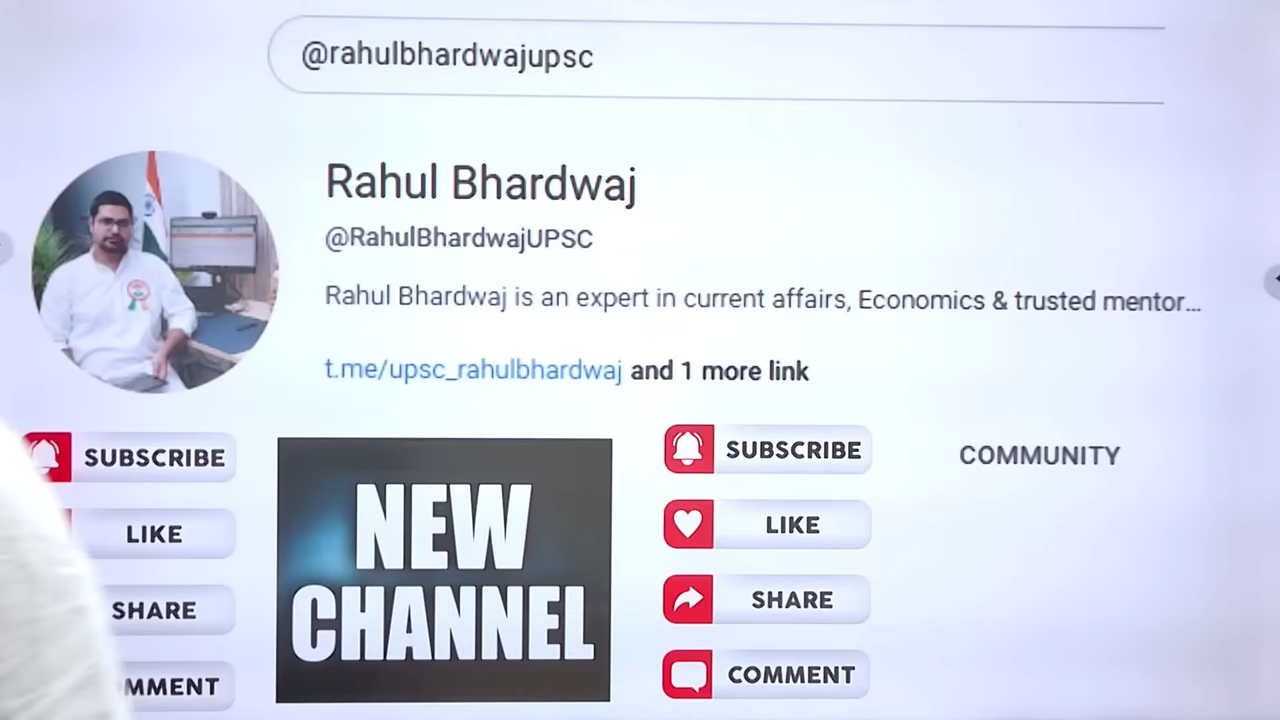 @rahulbhardwajupsc
Rahul Bhardwaj
@RahulBhardwajUPSC
Rahul Bhardwaj is an expert in current affairs, Economics & trusted mentor...
t.me/upsc_rahulbhardwaj and 1 more link
SUBSCRIBE
LIKE
SHARE
MMENT
NEW
CHANNEL
SUBSCRIBE
LIKE
SHARE
COMMENT
COMMUNITY